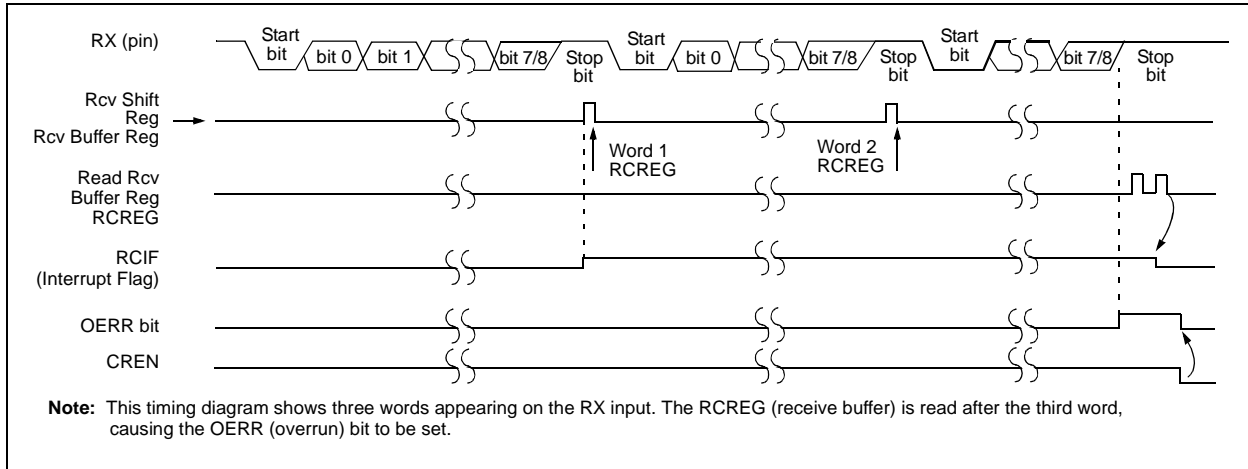 RX (pin)
Start
bit
bit 0
bit 1
bit 7/8
Stop
bit
Start
bit
bit 0
bit 7/8
Stop
bit
Start
bit
bit 7/8
Stop
bit
Rcv Shift
Reg
Rcv Buffer Reg
Word 1
RCREG
Word 2
RCREG
Read Rcv
Buffer Reg
RCREG
RCIF
(Interrupt Flag)
OERR bit
CREN
Note: This timing diagram shows three words appearing on the RX input. The RCREG (receive buffer) is read after the third word,
causing the OERR (overrun) bit to be set.